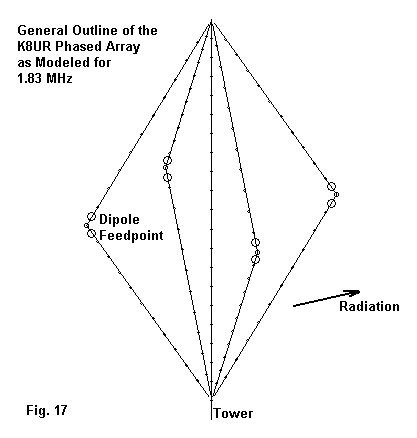 General Outline of the
K8UR Phased Array
as Modeled for
1.83 MHz
Dipole
Feedpoint
Radiation
Fig. 17
Tower